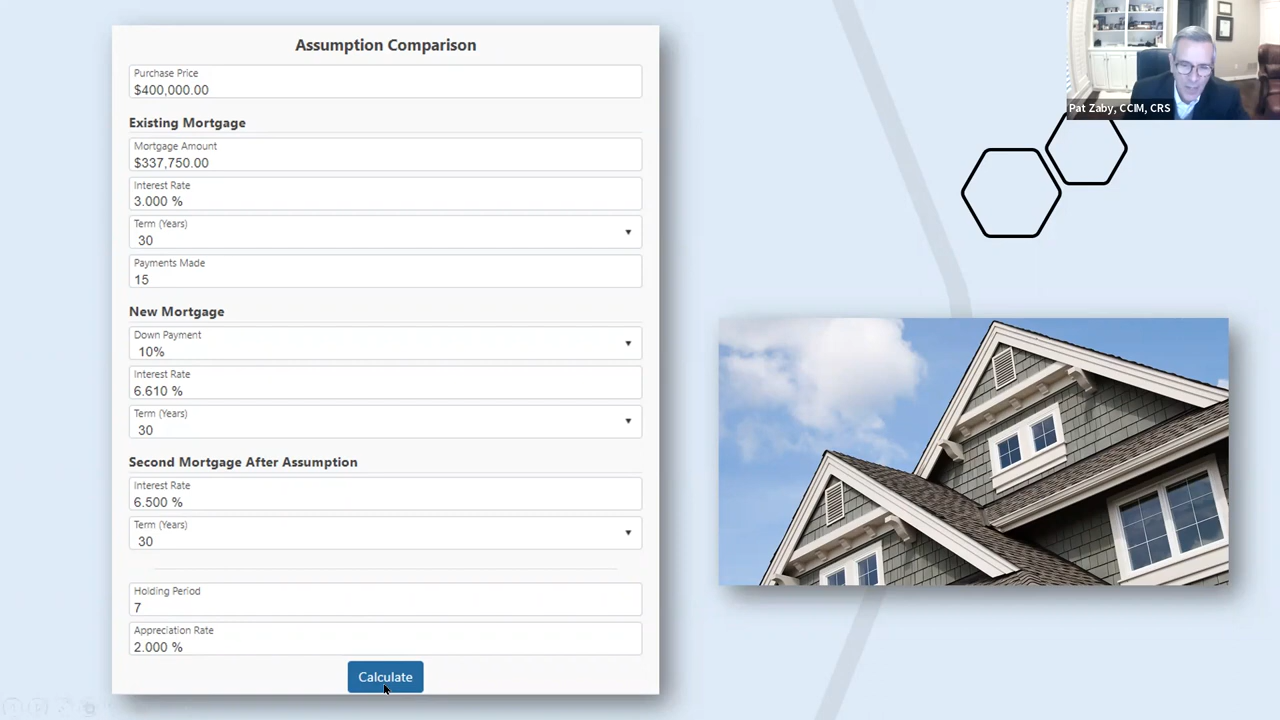 Assumption Comparison
Purchase Price
$400,000.00
Existing Mortgage
Mortgage Amount
$337,750.00
Interest Rate
3.000 %
Term (Years)
30
Payments Made
15
New Mortgage
Down Payment
10%
Interest Rate
6.610 %
Term (Years)
30
Second Mortgage After Assumption
Interest Rate
6.500 %
Term (Years)
30
Holding Period
7
Appreciation Rate
2.000 %
Calculate
Pat Zaby, CCIM, CRS